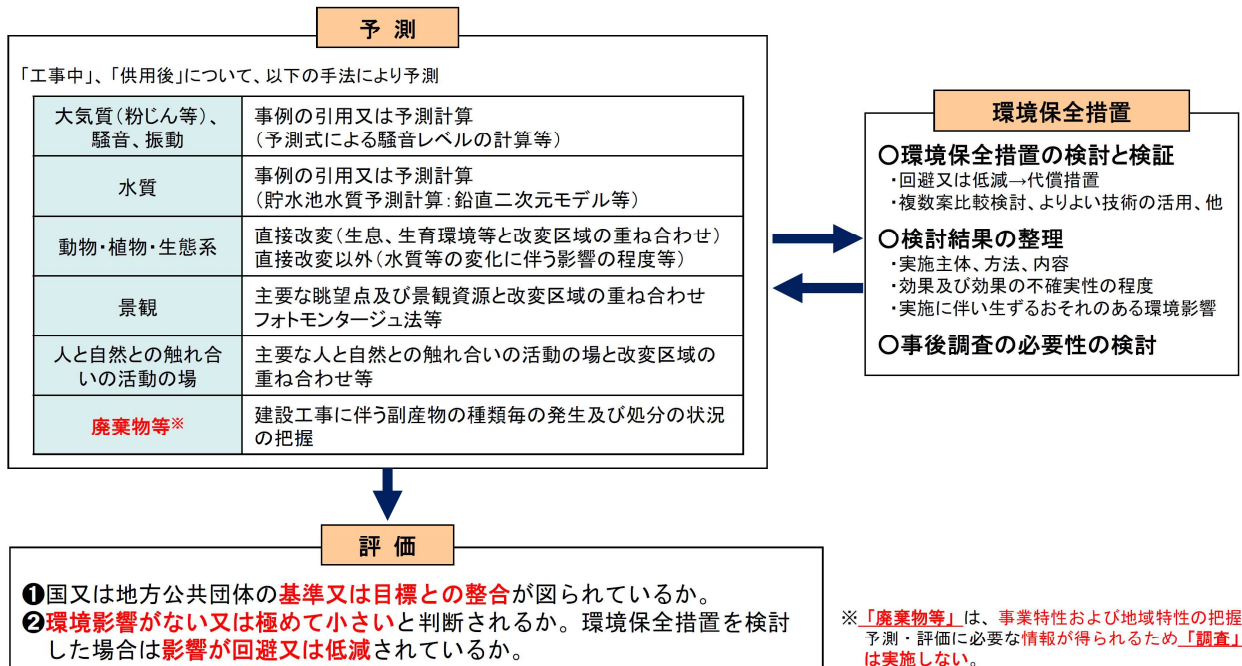 予 測
「工事中」、「供用後」について、以下の手法により予測
大気質（粉じん等）、
騒音、振動
事例の引用又は予測計算
（予測式による騒音レベルの計算等）
水質
事例の引用又は予測計算
（貯水池水質予測計算：鉛直二次元モデル等）
動物・植物・生態系
直接改変（生息、生育環境等と改変区域の重ね合わせ）
直接改変以外（水質等の変化に伴う影響の程度等）
景観
主要な眺望点及び景観資源と改変区域の重ね合わせ
フォトモンタージュ法等
人と自然との触れ合
いの活動の場
主要な人と自然との触れ合いの活動の場と改変区域の
重ね合わせ等
廃棄物等※
建設工事に伴う副産物の種類毎の発生及び処分の状況
の把握
環境保全措置
〇環境保全措置の検討と検証
・回避又は低減→代償措置
・複数案比較検討、よりよい技術の活用、他
〇検討結果の整理
・実施主体、方法、内容
・効果及び効果の不確実性の程度
・実施に伴い生ずるおそれのある環境影響
〇事後調査の必要性の検討
評 価
❶国又は地方公共団体の基準又は目標との整合が図られているか。
❷環境影響がない又は極めて小さいと判断されるか。環境保全措置を検討
した場合は影響が回避又は低減されているか。
※「廃棄物等」は、事業特性および地域特性の把握
予測・評価に必要な情報が得られるため「調査」
は実施しない。